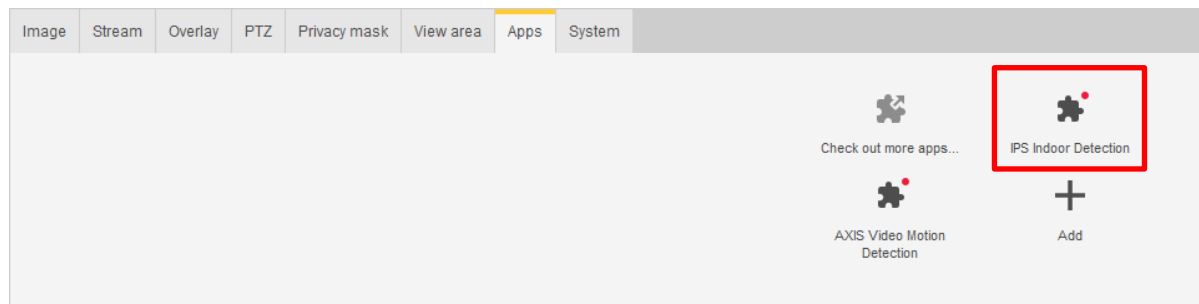 Image Stream Overlay PTZ Privacy mask View area Apps System
Check out more apps... IPS Indoor Detection
AXIS Video Motion
Detection
Add